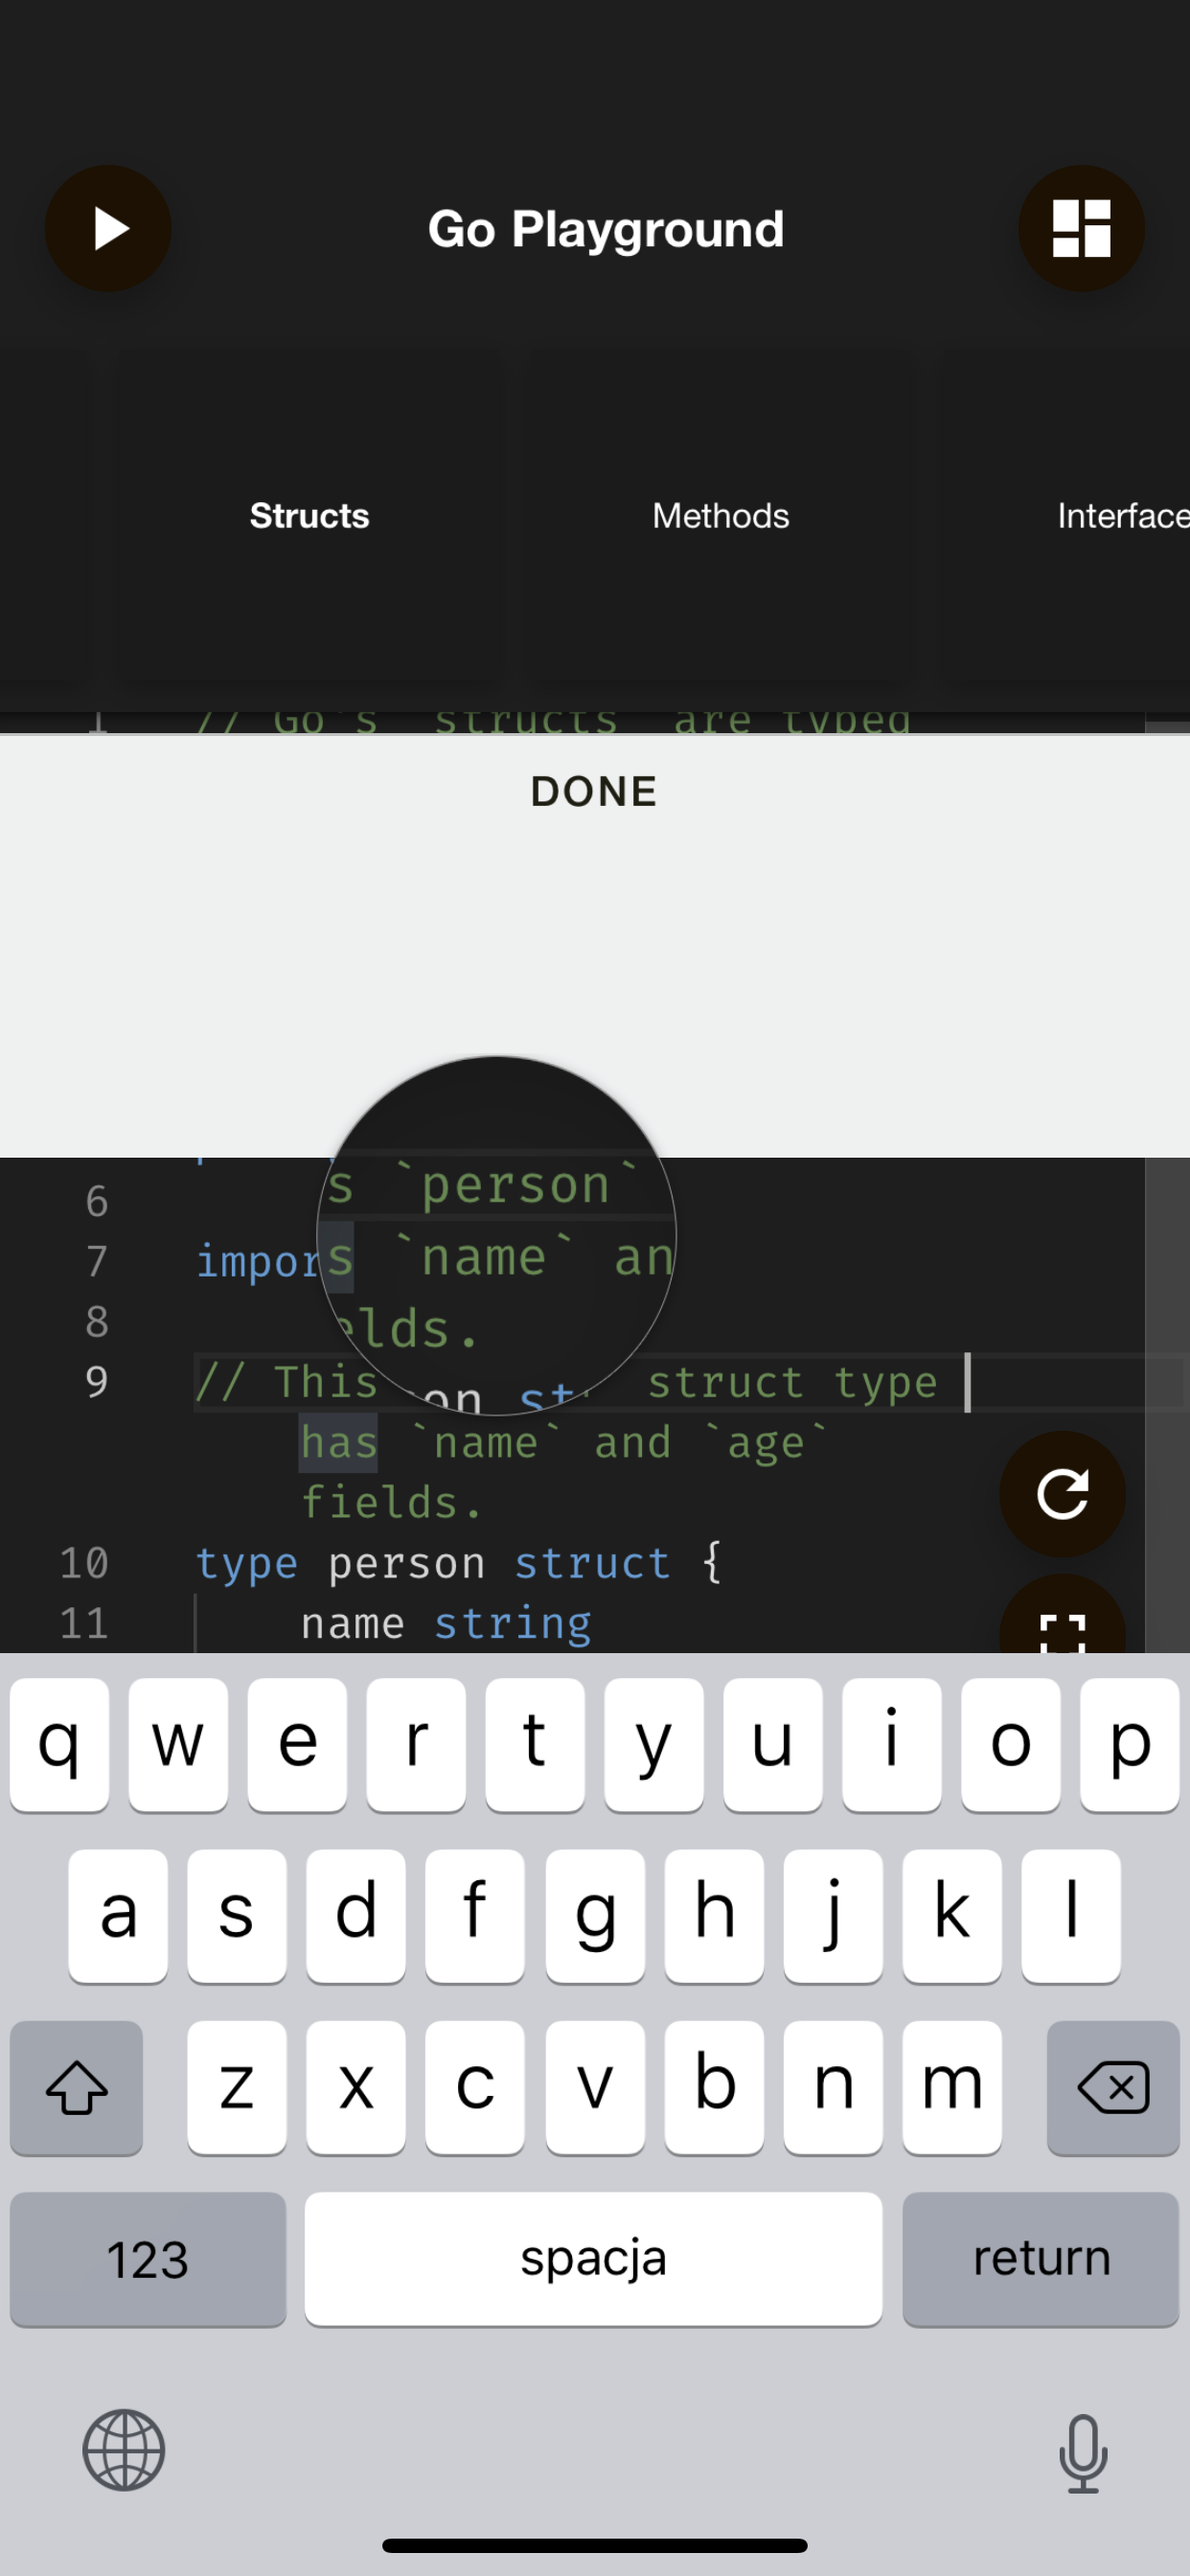 Go Playground
Structs
Methods
Interface
1 // Go's `structs` are typed
DONE
6
7 impor
8
s `person`
s `name` an
elds.
on st
9 // This struct type
has `name` and `age`
fields.
10 type person struct {
11 name string
q w e r t y u i o p
a s d f g h j k l
z x c v b n m
123 spacja return